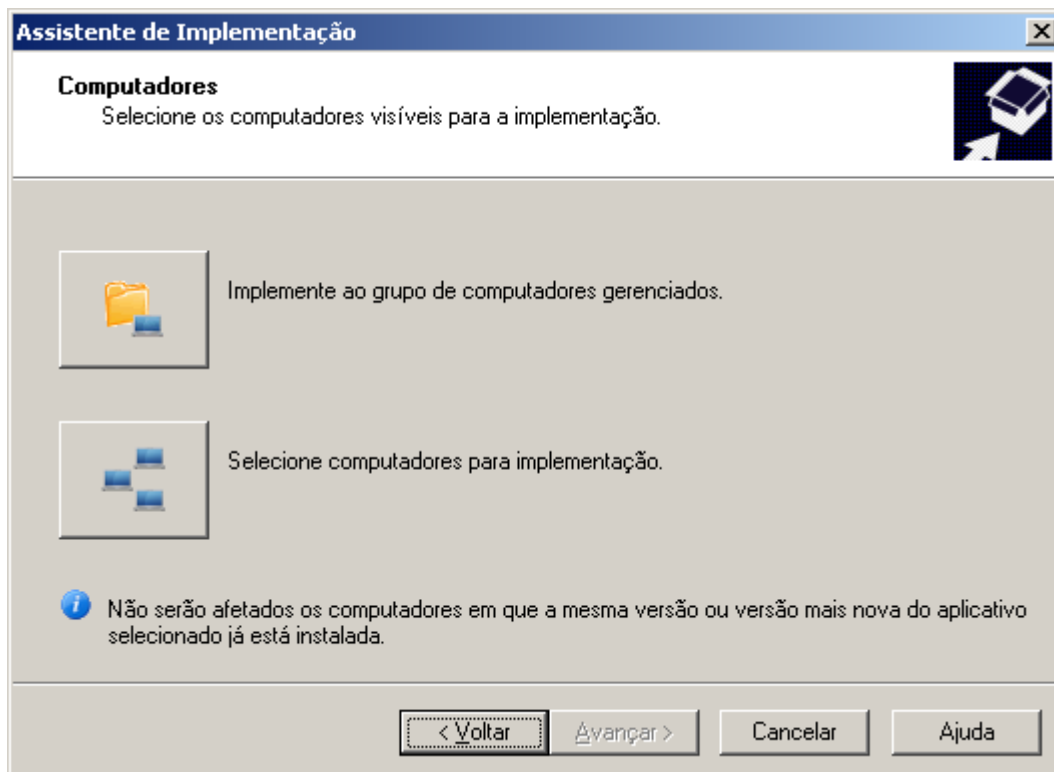 Assistente de Implementação
Computadores
Selecione os computadores visíveis para a implementação.
Implemente ao grupo de computadores gerenciados.
Selecione computadores para implementação.
Não serão afetados os computadores em que a mesma versão ou versão mais nova do aplicativo
selecionado já está instalada.
< Voltar Avançar > Cancelar Ajuda